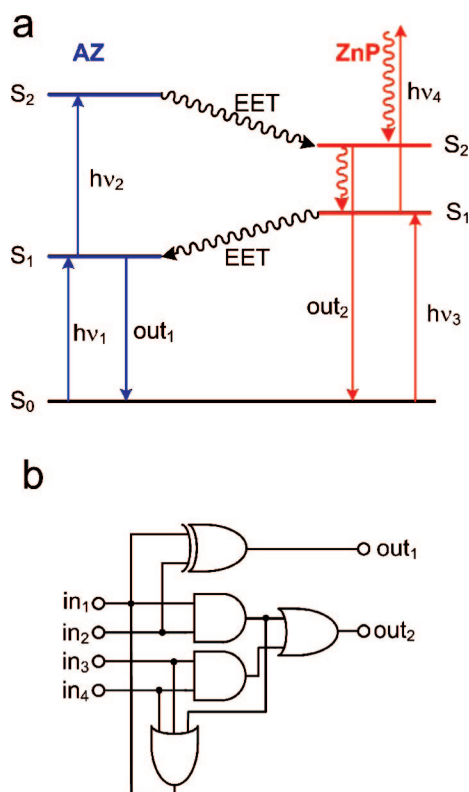 a
AZ
ZnP
S₂
EET
hν₄
S₂
hν₂
S₁
S₁
EET
hν₁
out₁
out₂
hν₃
S₀
b
out₁
in₁
in₂
out₂
in₃
in₄